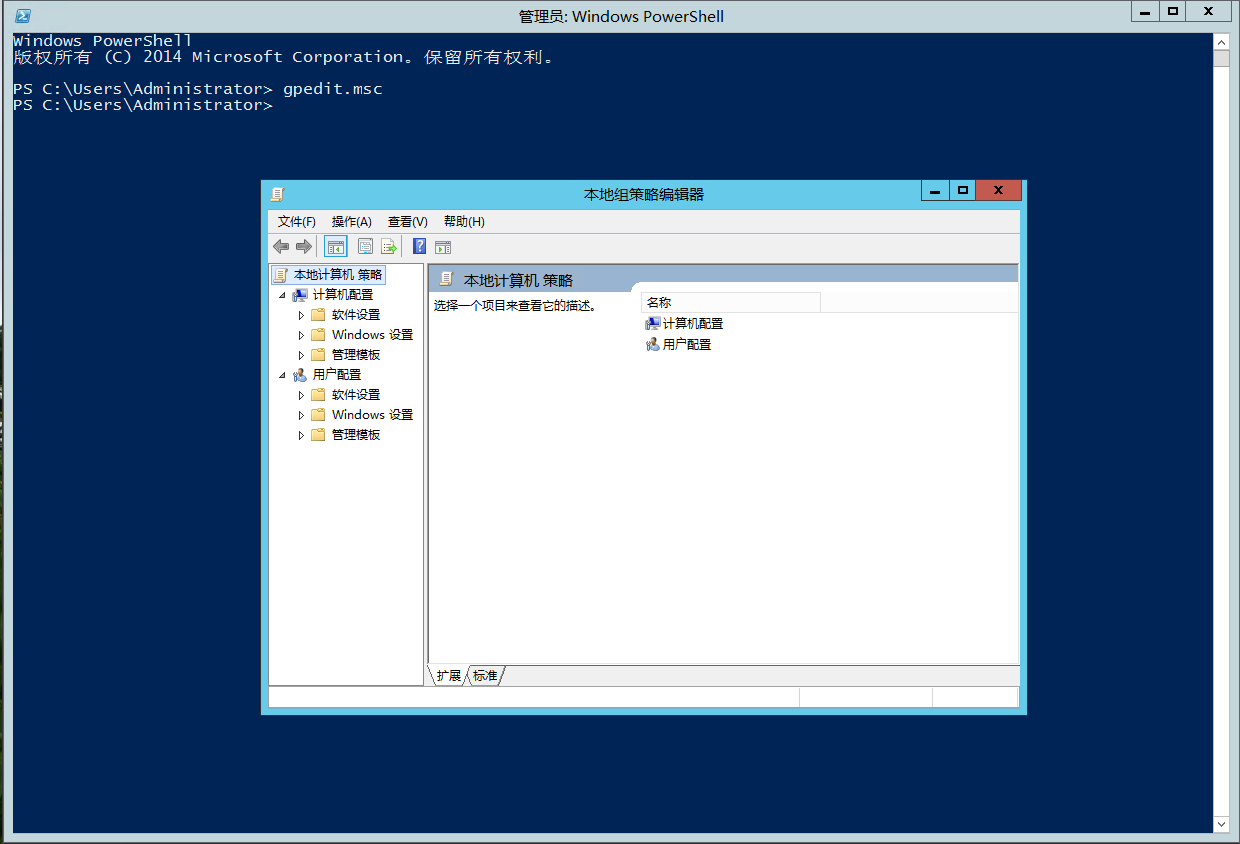 管理员: Windows PowerShell
Windows PowerShell
版权所有 (C) 2014 Microsoft Corporation。保留所有权利。
PS C:\Users\Administrator> gpedit.msc
PS C:\Users\Administrator>
本地组策略编辑器
文件(F) 操作(A) 查看(V) 帮助(H)
本地计算机 策略
计算机配置
软件设置
Windows 设置
管理模板
用户配置
软件设置
Windows 设置
管理模板
本地计算机 策略
选择一个项目来查看它的描述。
名称
计算机配置
用户配置
扩展 标准